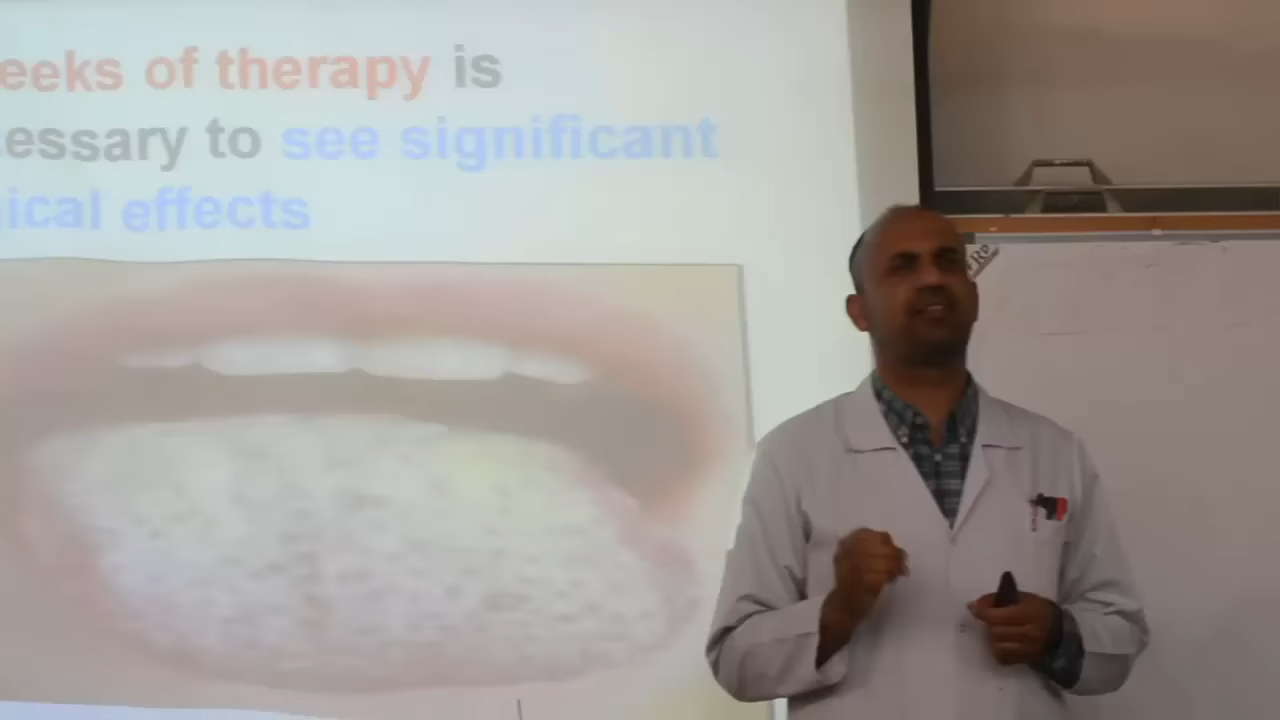 eeks of therapy is
essary to see significant
ical effects